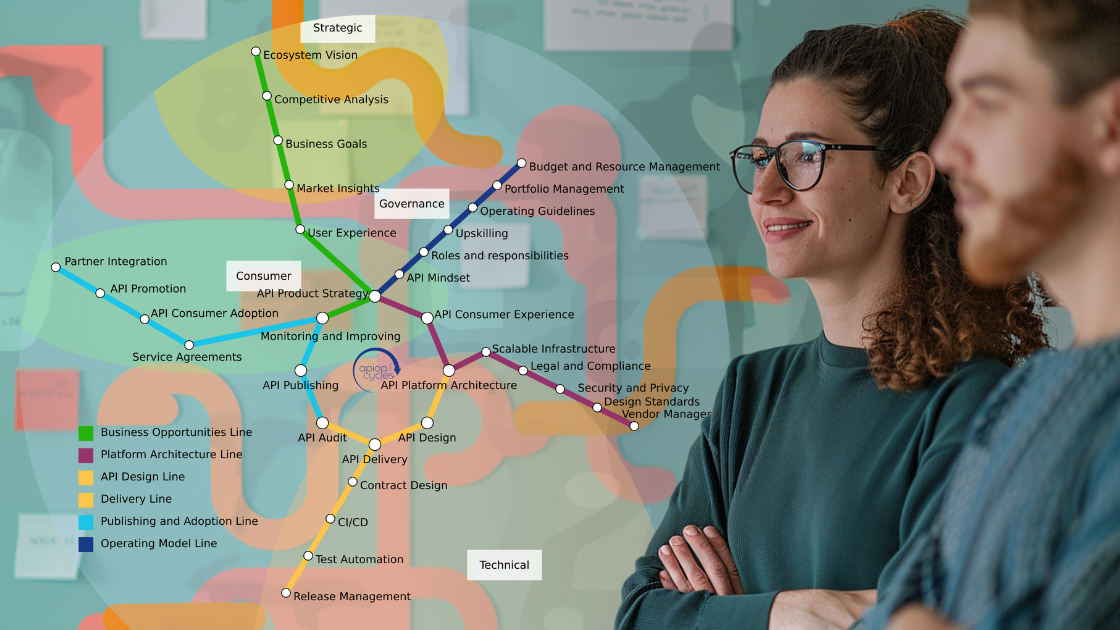 Strategic
Ecosystem Vision
Competitive Analysis
Business Goals
Market Insights
User Experience
Governance
Budget and Resource Management
Portfolio Management
Operating Guidelines
Upskilling
Roles and responsibilities
API Mindset
Consumer
Partner Integration
API Promotion
API Consumer Adoption
Service Agreements
API Product Strategy
Monitoring and Improving
API Consumer Experience
Scalable Infrastructure
Legal and Compliance
Security and Privacy
Design Standards
Vendor Manager
apiops
cycles
API Publishing
API Platform Architecture
API Audit
API Design
API Delivery
Contract Design
CI/CD
Test Automation
Release Management
Technical
Business Opportunities Line
Platform Architecture Line
API Design Line
Delivery Line
Publishing and Adoption Line
Operating Model Line